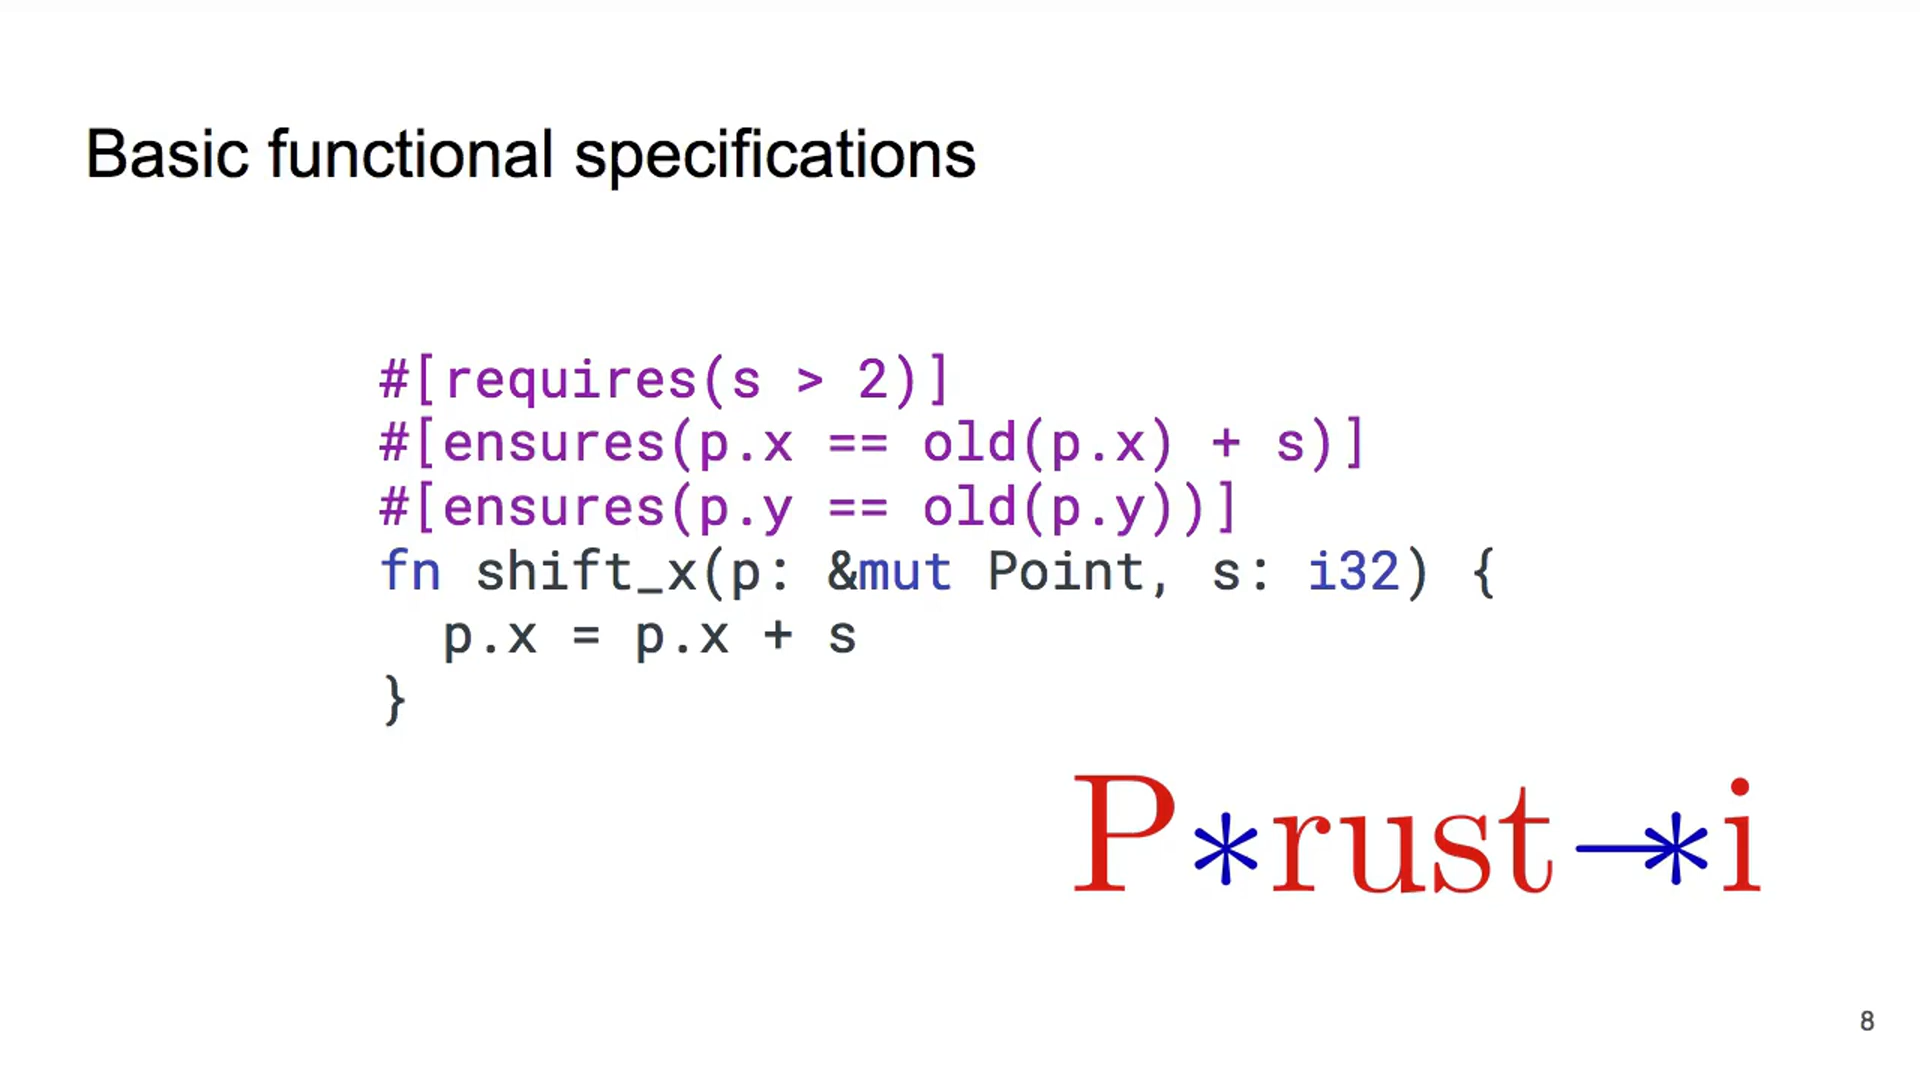 Basic functional specifications
#[requires(s > 2)]
#[ensures(p.x == old(p.x) + s)]
#[ensures(p.y == old(p.y))]
fn shift_x(p: &mut Point, s: i32) {
  p.x = p.x + s
}
P∗rust─∗i
8